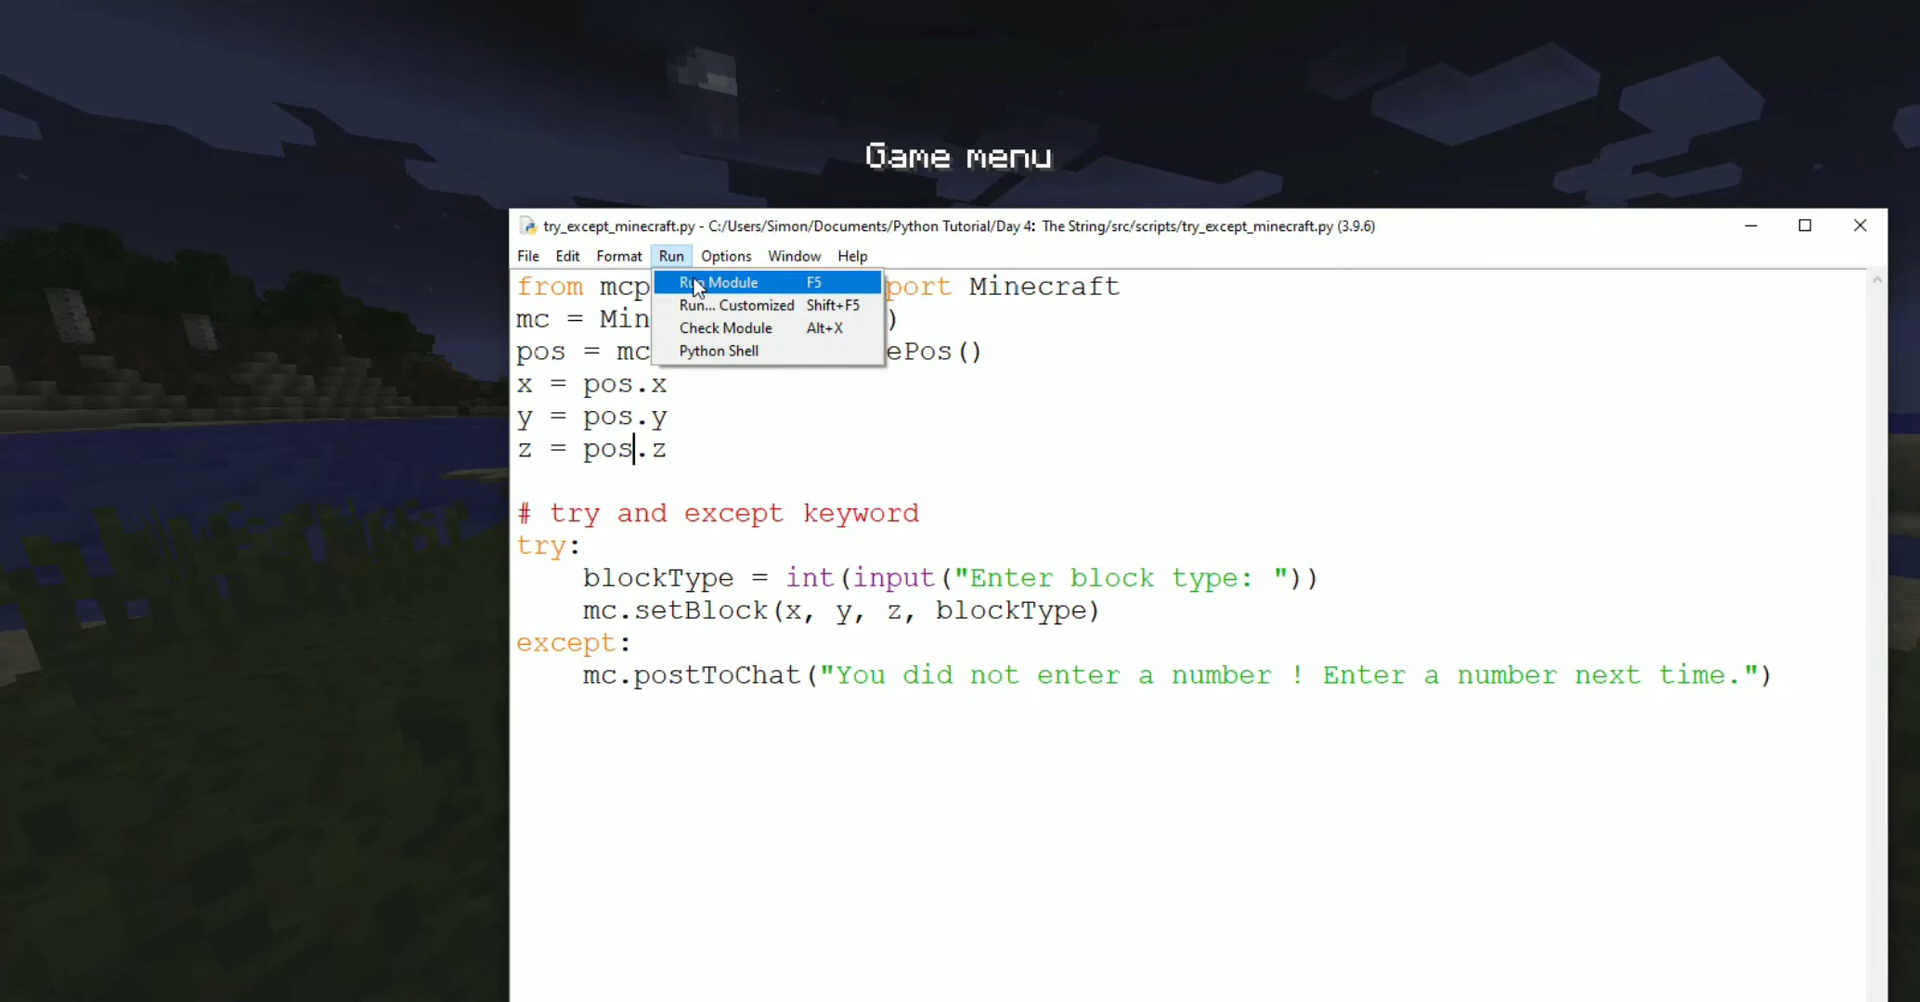 Game menu
try_except_minecraft.py - C:/Users/Simon/Documents/Python Tutorial/Day 4: The String/src/scripts/try_except_minecraft.py (3.9.6)
File Edit Format Run Options Window Help
Run Module F5
Run... Customized Shift+F5
Check Module Alt+X
Python Shell
from mcp port Minecraft
mc = Min )
pos = mc ePos()
x = pos.x
y = pos.y
z = pos.z
# try and except keyword
try:
blockType = int(input("Enter block type: "))
mc.setBlock(x, y, z, blockType)
except:
mc.postToChat("You did not enter a number ! Enter a number next time.")